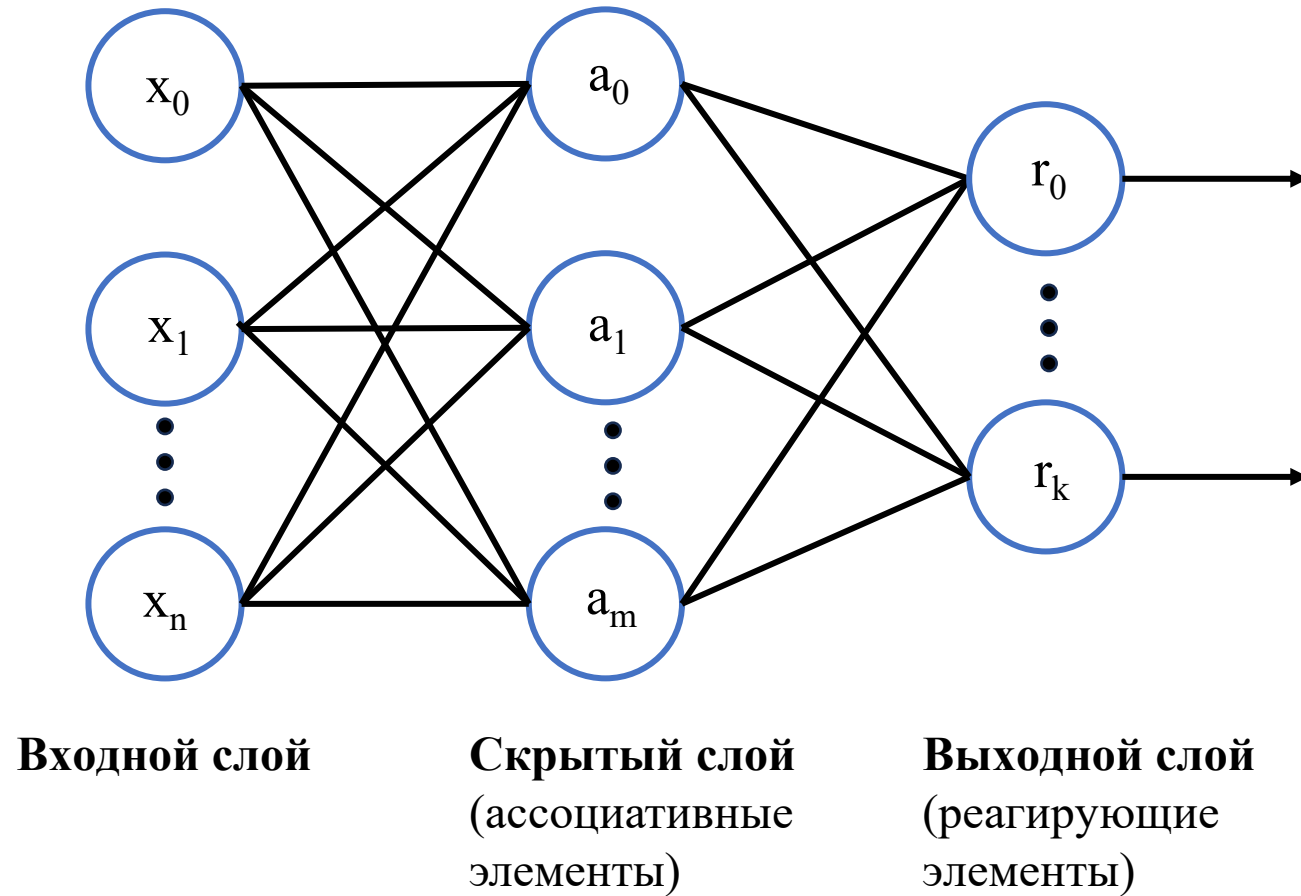 x₀
a₀
r₀
x₁
a₁
rₖ
xₙ
aₘ
Входной слой
Скрытый слой
(ассоциативные
элементы)
Выходной слой
(реагирующие
элементы)